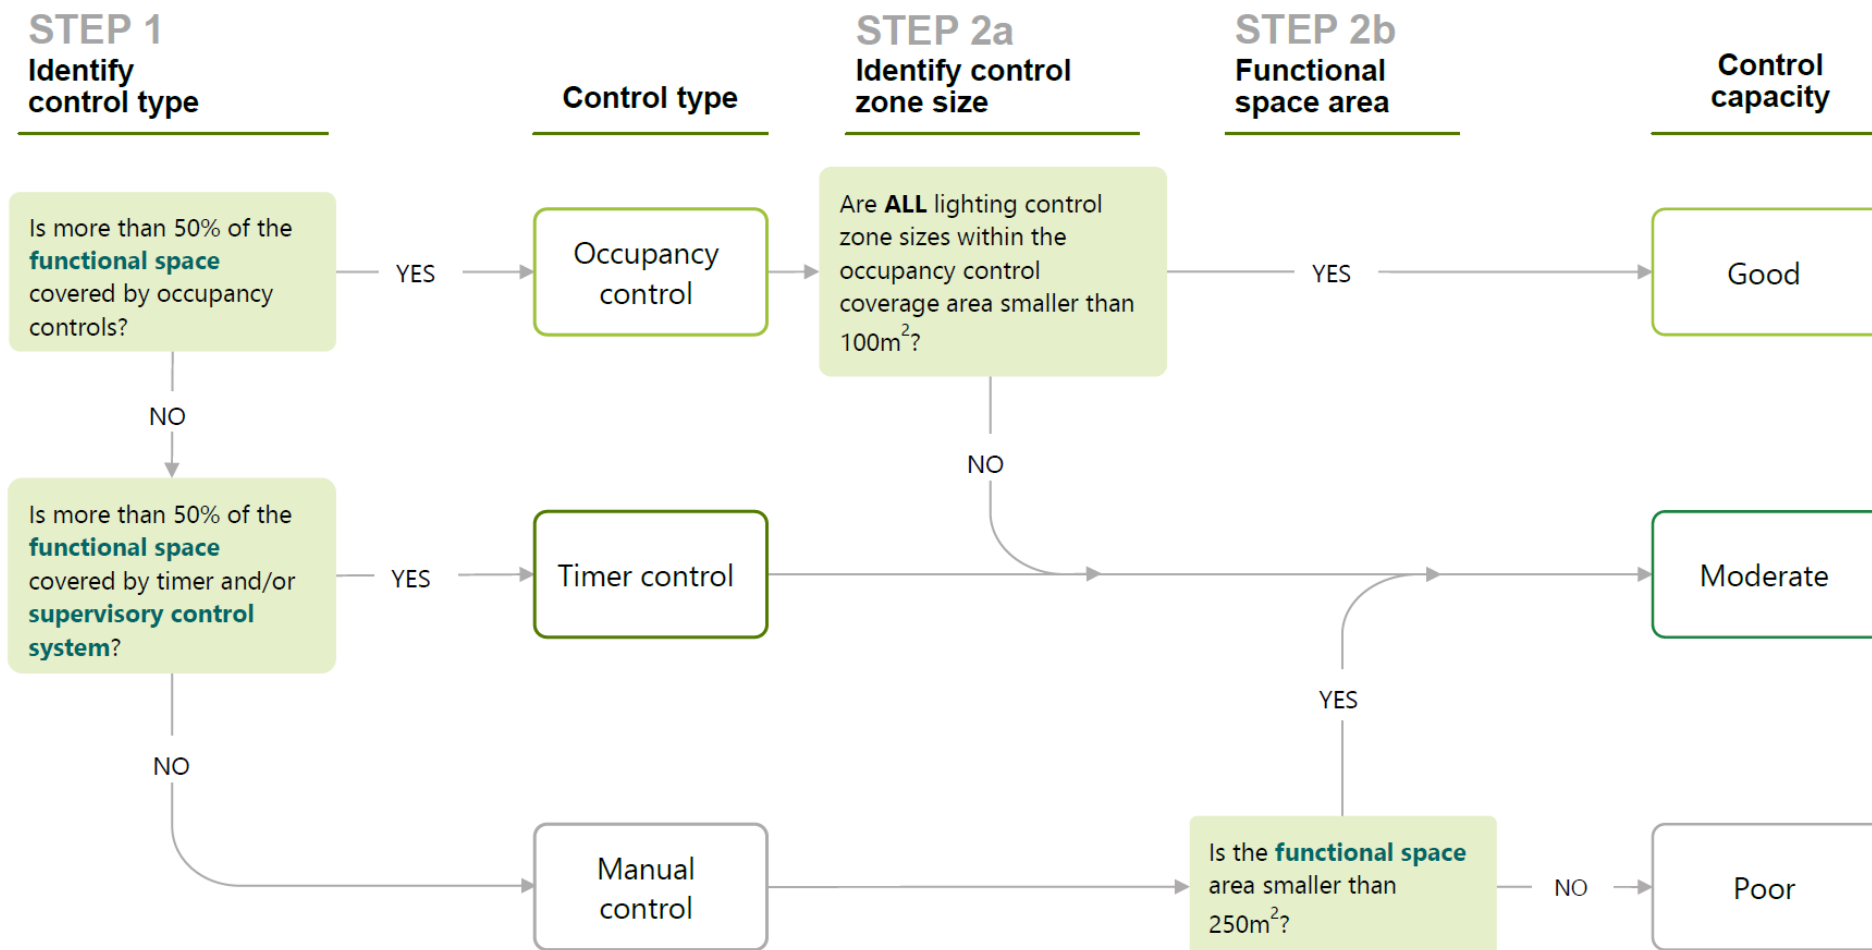 STEP 1
Identify
control type
Control type
STEP 2a
Identify control
zone size
STEP 2b
Functional
space area
Control
capacity
Is more than 50% of the
functional space
covered by occupancy
controls?
YES
Occupancy
control
Are ALL lighting control
zone sizes within the
occupancy control
coverage area smaller than
100m²?
YES
Good
NO
NO
Is more than 50% of the
functional space
covered by timer and/or
supervisory control
system?
YES
Timer control
Moderate
YES
NO
Manual
control
Is the functional space
area smaller than
250m²?
NO
Poor